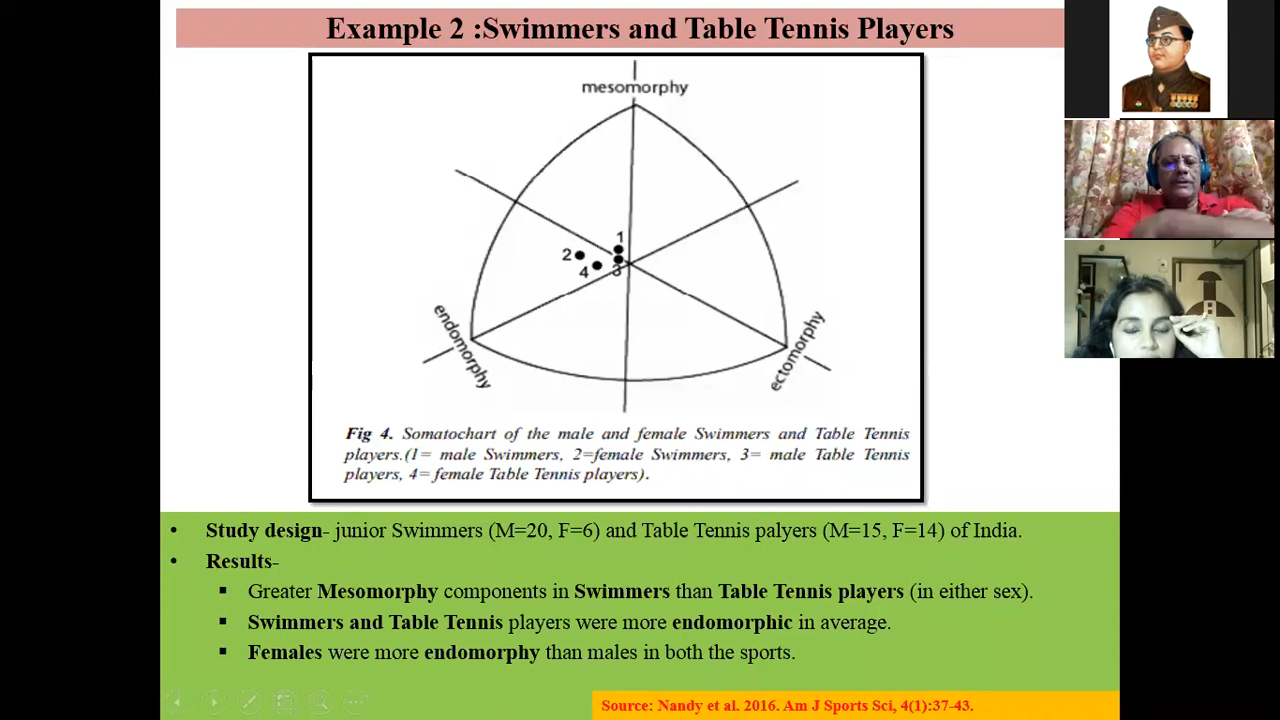 Example 2 :Swimmers and Table Tennis Players
mesomorphy
1
2
3
4
endomorphy
ectomorphy
Fig 4. Somatochart of the male and female Swimmers and Table Tennis
players.(1= male Swimmers, 2=female Swimmers, 3= male Table Tennis
players, 4= female Table Tennis players).
• Study design- junior Swimmers (M=20, F=6) and Table Tennis palyers (M=15, F=14) of India.
• Results-
▪ Greater Mesomorphy components in Swimmers than Table Tennis players (in either sex).
▪ Swimmers and Table Tennis players were more endomorphic in average.
▪ Females were more endomorphy than males in both the sports.
Source: Nandy et al. 2016. Am J Sports Sci, 4(1):37-43.